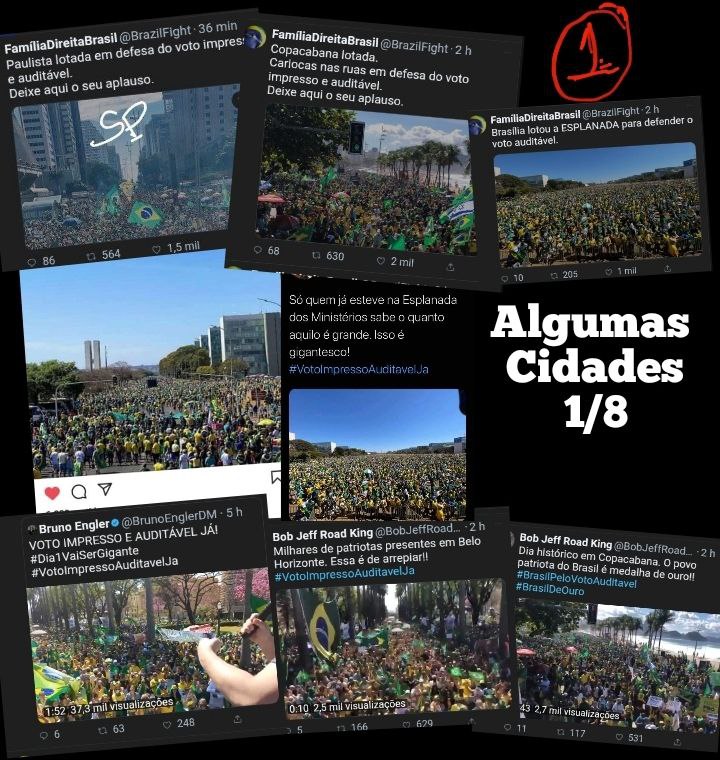 FamíliaDireitaBrasil @BrazilFight · 36 min
Paulista lotada em defesa do voto impress
e auditável.
Deixe aqui o seu aplauso.
SP
86 564 1,5 mil
FamíliaDireitaBrasil @BrazilFight · 2 h
Copacabana lotada.
Cariocas nas ruas em defesa do voto
impresso e auditável.
Deixe aqui o seu aplauso.
68 630 2 mil
1.
FamíliaDireitaBrasil @BrazilFight · 2 h
Brasília lotou a ESPLANADA para defender o
voto auditável.
10 205 1 mil
Só quem já esteve na Esplanada
dos Ministérios sabe o quanto
aquilo é grande. Isso é
gigantesco!
#VotoImpressoAuditavelJa
Algumas
Cidades
1/8
Bruno Engler @BrunoEnglerDM · 5 h
VOTO IMPRESSO E AUDITÁVEL JÁ!
#Dia1VaiSerGigante
#VotoImpressoAuditavelJa
1:52 37,3 mil visualizações
6 63 248
Bob Jeff Road King @BobJeffRoad... · 2 h
Milhares de patriotas presentes em Belo
Horizonte. Essa é de arrepiar!!
#VotoImpressoAuditavelJa
0:10 2,5 mil visualizações
5 166 629
Bob Jeff Road King @BobJeffRoad... · 2 h
Dia histórico em Copacabana. O povo
patriota do Brasil é medalha de ouro!!
#BrasilPeloVotoAuditavel
#BrasilDeOuro
43 2,7 mil visualizações
11 117 531